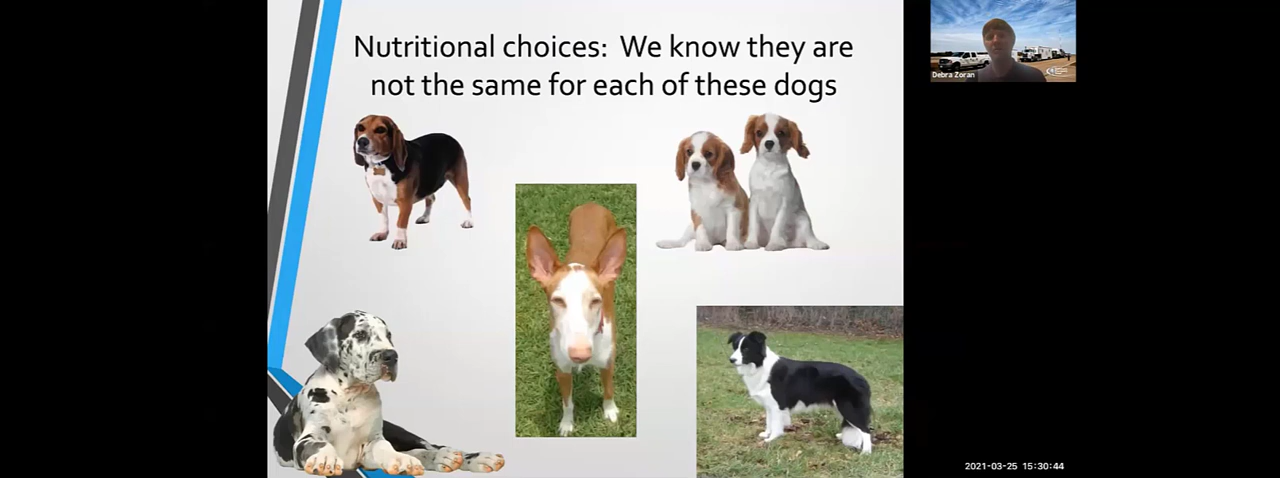 Nutritional choices: We know they are
not the same for each of these dogs
Debra Zoran
2021-03-25 15:30:44